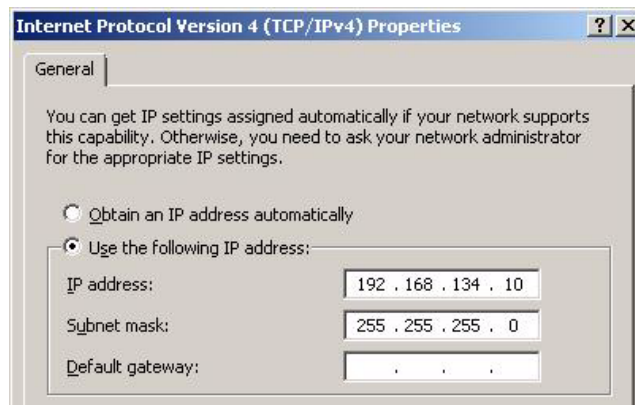 Internet Protocol Version 4 (TCP/IPv4) Properties ? X
General
You can get IP settings assigned automatically if your network supports
this capability. Otherwise, you need to ask your network administrator
for the appropriate IP settings.
Obtain an IP address automatically
Use the following IP address:
IP address: 192 . 168 . 134 . 10
Subnet mask: 255 . 255 . 255 . 0
Default gateway: . . .